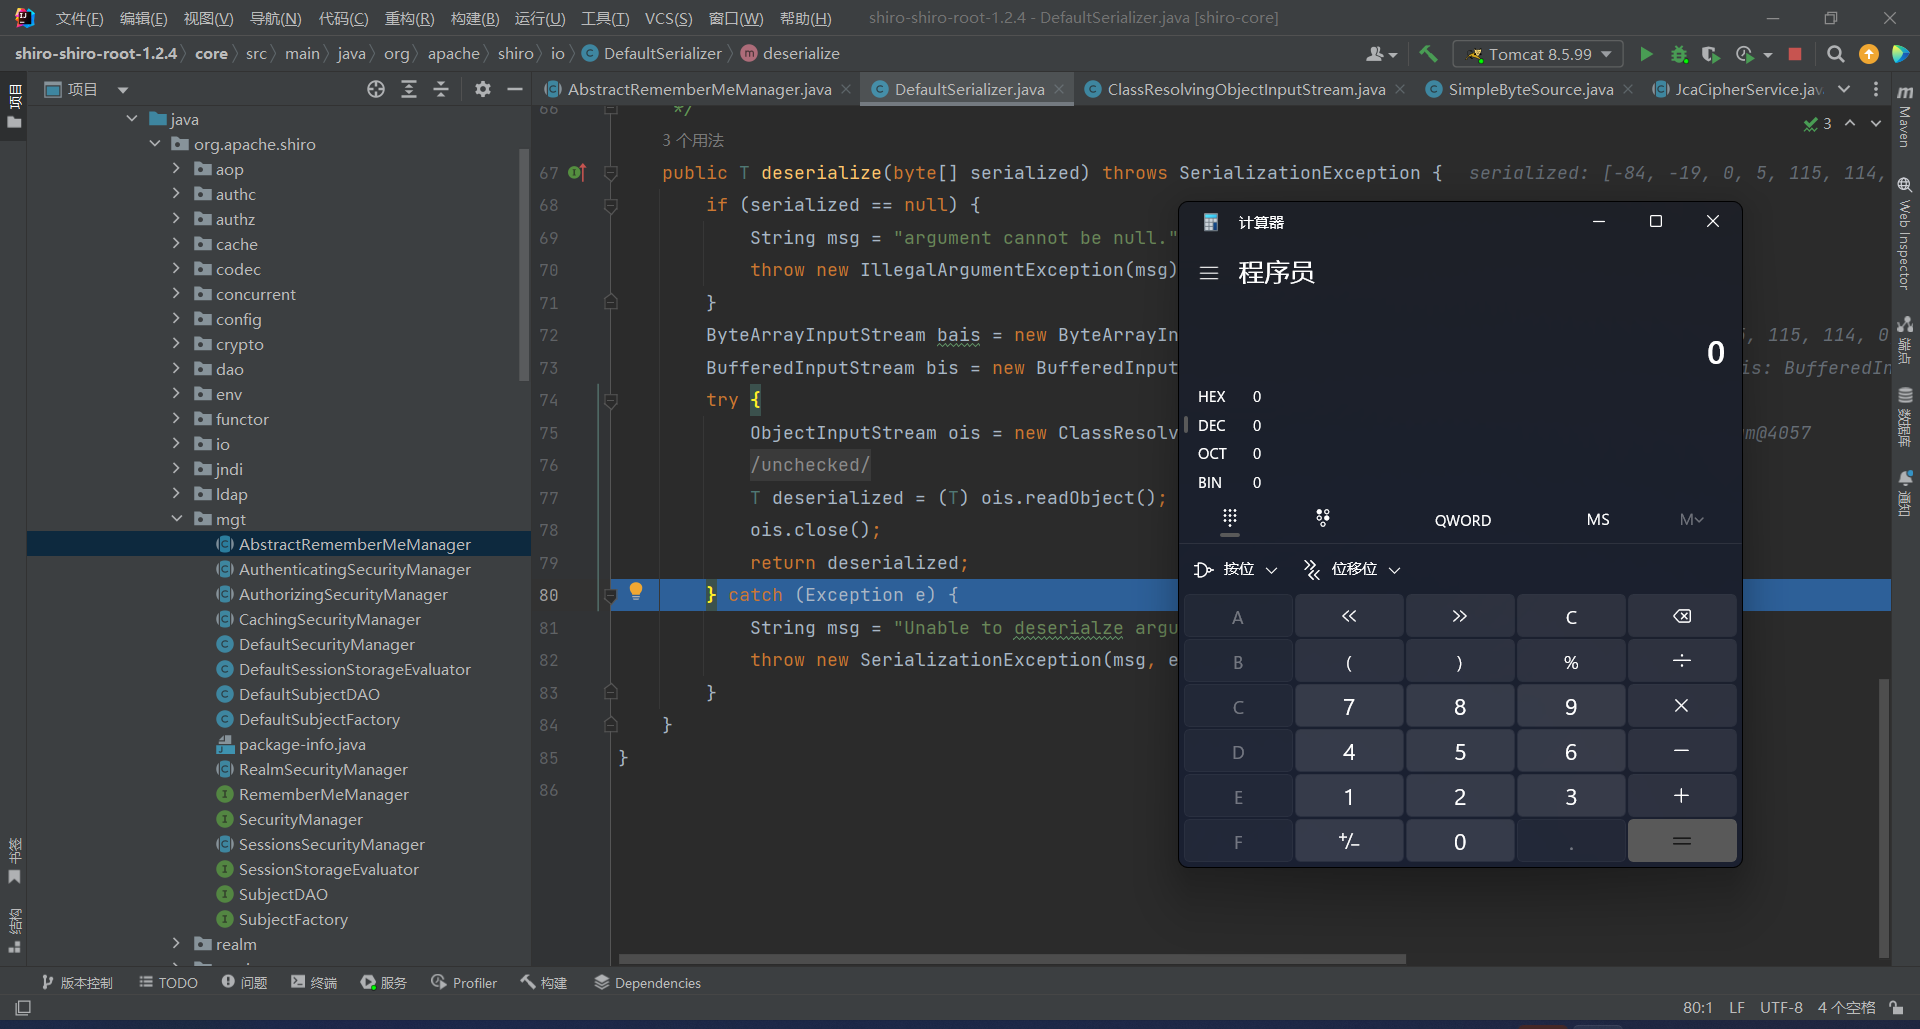 文件(F) 编辑(E) 视图(V) 导航(N) 代码(C) 重构(R) 构建(B) 运行(U) 工具(T) VCS(S) 窗口(W) 帮助(H) shiro-shiro-root-1.2.4 - DefaultSerializer.java [shiro-core]
shiro-shiro-root-1.2.4 core src main java org apache shiro io DefaultSerializer deserialize Tomcat 8.5.99
项目 AbstractRememberMeManager.java DefaultSerializer.java ClassResolvingObjectInputStream.java SimpleByteSource.java JcaCipherService.jav
项目
java
org.apache.shiro
aop
authc
authz
cache
codec
concurrent
config
crypto
dao
env
functor
io
jndi
ldap
mgt
AbstractRememberMeManager
AuthenticatingSecurityManager
AuthorizingSecurityManager
CachingSecurityManager
DefaultSecurityManager
DefaultSessionStorageEvaluator
DefaultSubjectDAO
DefaultSubjectFactory
package-info.java
RealmSecurityManager
RememberMeManager
SecurityManager
SessionsSecurityManager
SessionStorageEvaluator
SubjectDAO
SubjectFactory
realm
书签
结构
66 */
3 个用法
3
67 public T deserialize(byte[] serialized) throws SerializationException { serialized: [-84, -19, 0, 5, 115, 114,
68 if (serialized == null) {
69 String msg = "argument cannot be null."
70 throw new IllegalArgumentException(msg)
71 }
72 ByteArrayInputStream bais = new ByteArrayIn , 115, 114, 0
73 BufferedInputStream bis = new BufferedInput is: BufferedIn
74 try {
75 ObjectInputStream ois = new ClassResolv m@4057
76 /unchecked/
77 T deserialized = (T) ois.readObject();
78 ois.close();
79 return deserialized;
80 } catch (Exception e) {
81 String msg = "Unable to deserialze argu
82 throw new SerializationException(msg, e
83 }
84 }
85 }
86
计算器
程序员
0
HEX 0
DEC 0
OCT 0
BIN 0
QWORD MS M
按位 位移位
A « » C
B ( ) % ÷
C 7 8 9 ×
D 4 5 6 −
E 1 2 3 +
F +/− 0 . =
m Maven
Web Inspector
端点
数据库
通知
版本控制 TODO 问题 终端 服务 Profiler 构建 Dependencies
80:1 LF UTF-8 4 个空格